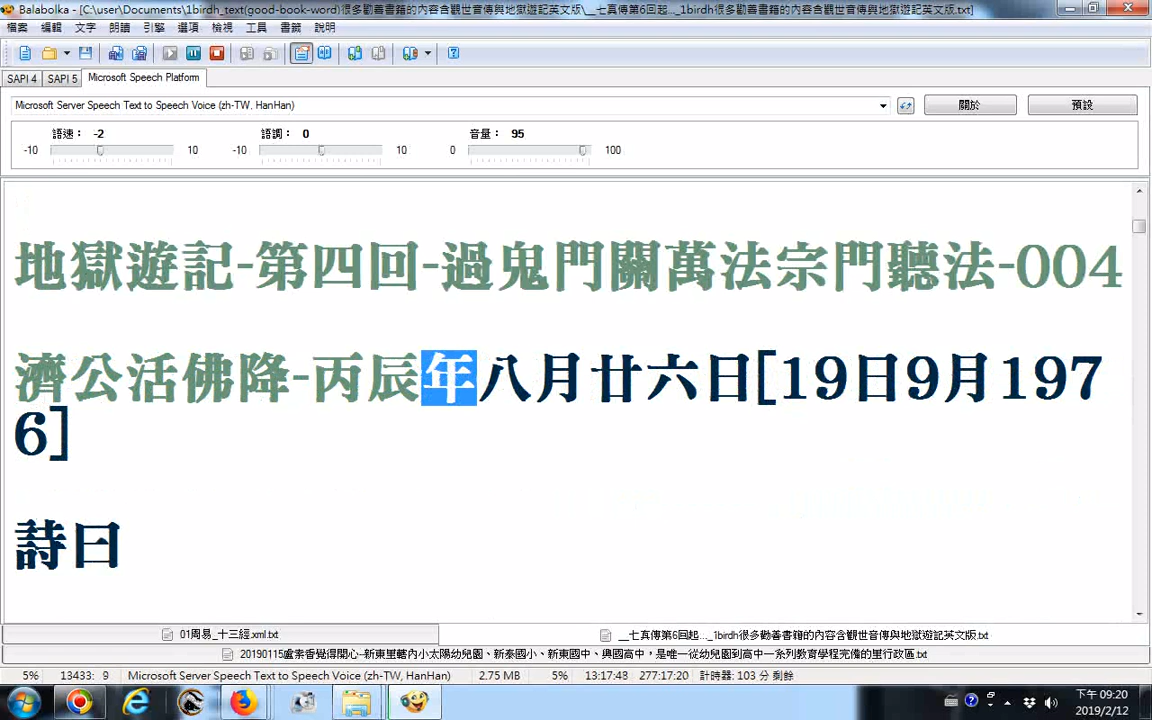 Balabolka - [C:\user\Documents\1birdh_text(good-book-word)很多勸善書籍的內容含觀世音傳與地獄遊記英文版\__七真傳第6回起..._1birdh很多勸善書籍的內容含觀世音傳與地獄遊記英文版.txt]
檔案 編輯 文字 朗讀 引擎 選項 檢視 工具 書籤 說明
SAPI 4 SAPI 5 Microsoft Speech Platform
Microsoft Server Speech Text to Speech Voice (zh-TW, HanHan) 關於 預設
語速： -2 語調： 0 音量： 95
-10 10 -10 10 0 100
地獄遊記-第四回-過鬼門關萬法宗門聽法-004
濟公活佛降-丙辰年八月廿六日[19日9月197
6]
詩曰
01周易_十三經.xml.txt __七真傳第6回起..._1birdh很多勸善書籍的內容含觀世音傳與地獄遊記英文版.txt
20190115盧素香覺得開心-新東里轄內小太陽幼兒園、新泰國小、新東國中、興國高中，是唯一從幼兒園到高中一系列教育學程完備的里行政區.txt
5% 13433: 9 Microsoft Server Speech Text to Speech Voice (zh-TW, HanHan) 2.75 MB 5% 13:17:48 277:17:20 計時器: 103 分 剩餘
下午 09:20
2019/2/12